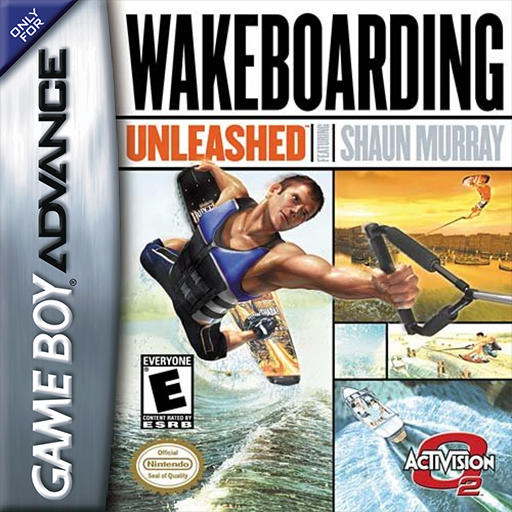 ONLY
FOR
GAME BOY ADVANCE
WAKEBOARDING
UNLEASHED
FEATURING
SHAUN MURRAY
EVERYONE
E
CONTENT RATED BY
ESRB
Official
Nintendo
Seal of Quality
ACTIVISION
O2